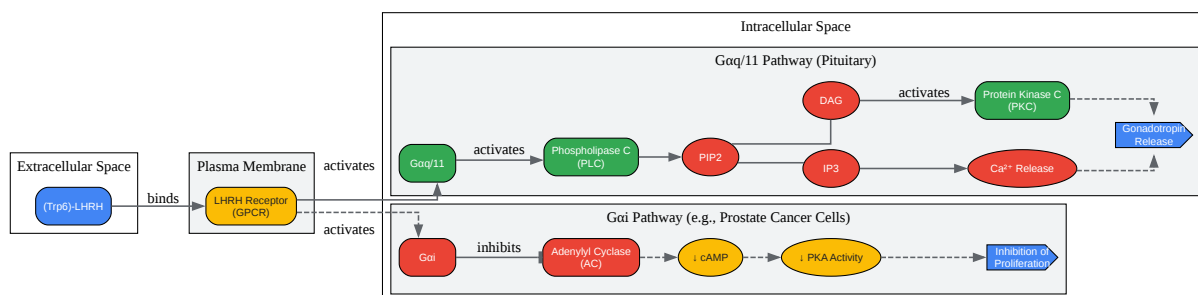 Intracellular Space
Gαq/11 Pathway (Pituitary)
DAG
activates
Protein Kinase C
(PKC)
Gonadotropin
Release
Gαq/11
activates
Phospholipase C
(PLC)
PIP2
IP3
Ca²⁺ Release
Extracellular Space
(Trp6)-LHRH
binds
Plasma Membrane
LHRH Receptor
(GPCR)
activates
activates
Gαi Pathway (e.g., Prostate Cancer Cells)
Gαi
inhibits
Adenylyl Cyclase
(AC)
↓ cAMP
↓ PKA Activity
Inhibition of
Proliferation